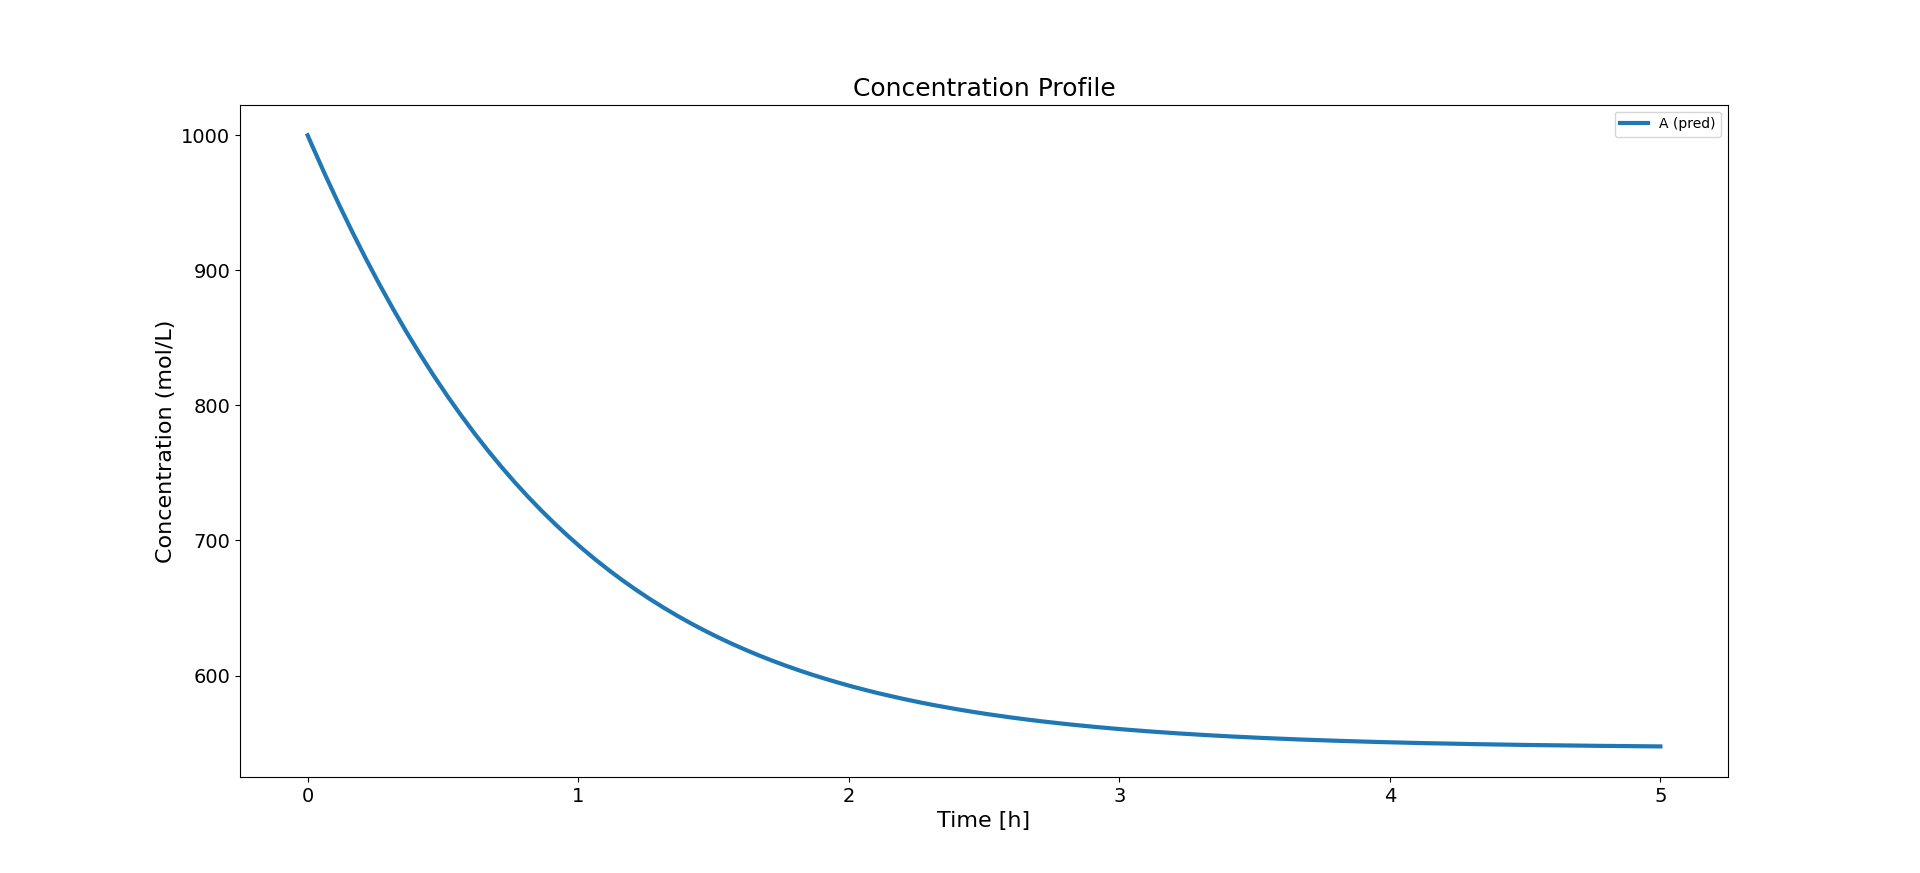 Concentration Profile
A (pred)
Concentration (mol/L)
1000
900
800
700
600
0 1 2 3 4 5
Time [h]